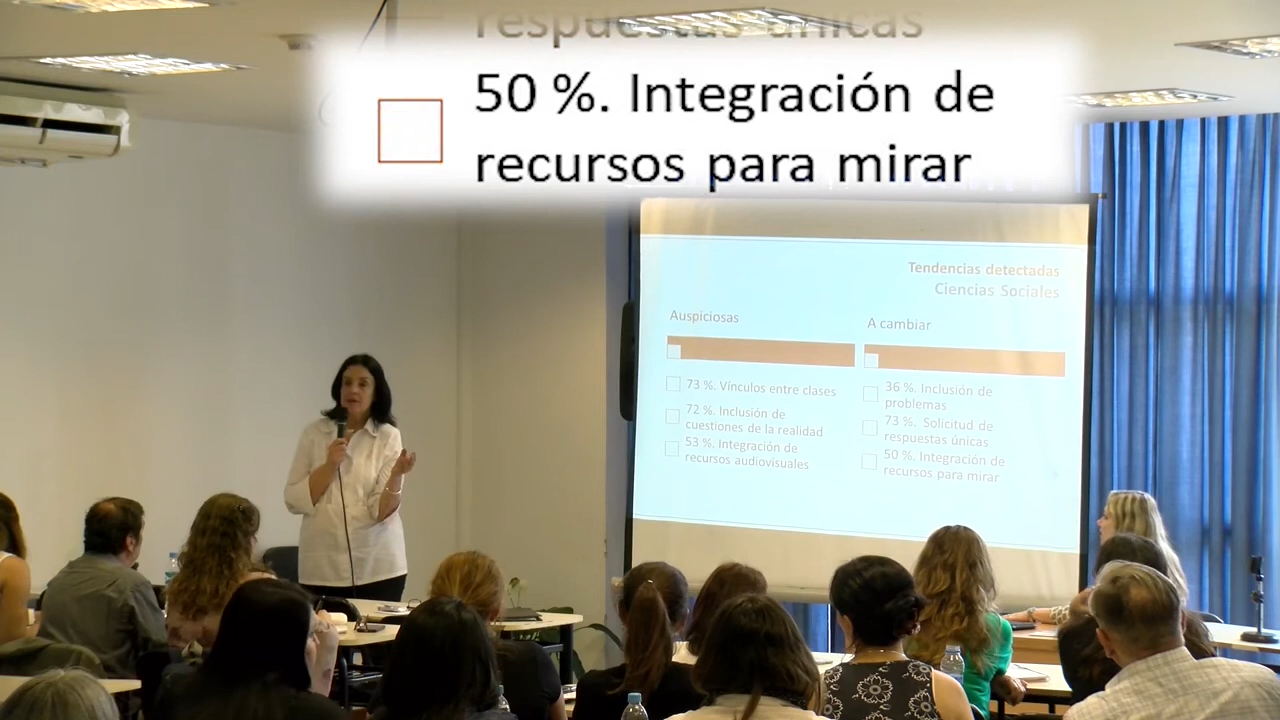 respuestas únicas
50 %. Integración de
recursos para mirar
Tendencias detectadas
Ciencias Sociales
Auspiciosas
73 %. Vínculos entre clases
72 %. Inclusión de
cuestiones de la realidad
53 %. Integración de
recursos audiovisuales
A cambiar
36 %. Inclusión de
problemas
73 %. Solicitud de
respuestas únicas
50 %. Integración de
recursos para mirar